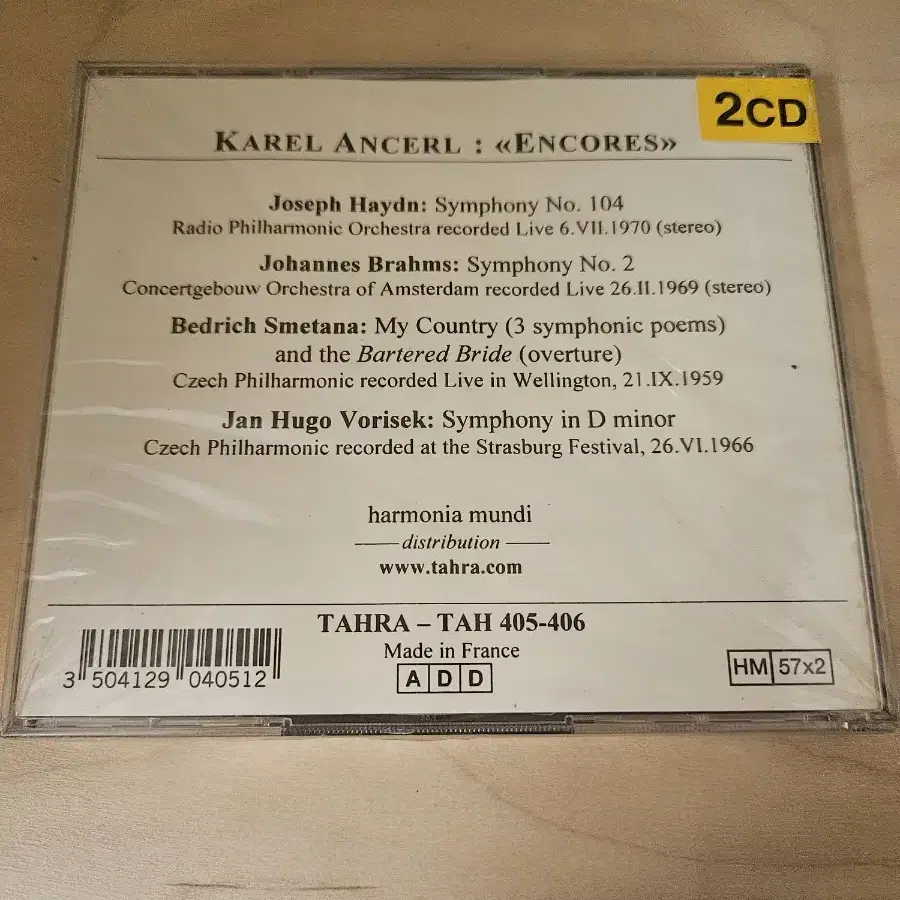 2CD
KAREL ANCERL : «ENCORES»
Joseph Haydn: Symphony No. 104
Radio Philharmonic Orchestra recorded Live 6.VII.1970 (stereo)
Johannes Brahms: Symphony No. 2
Concertgebouw Orchestra of Amsterdam recorded Live 26.II.1969 (stereo)
Bedrich Smetana: My Country (3 symphonic poems)
and the Bartered Bride (overture)
Czech Philharmonic recorded Live in Wellington, 21.IX.1959
Jan Hugo Vorisek: Symphony in D minor
Czech Philharmonic recorded at the Strasburg Festival, 26.VI.1966
harmonia mundi
distribution
www.tahra.com
TAHRA – TAH 405-406
Made in France
A D D
3 504129 040512
HM 57x2